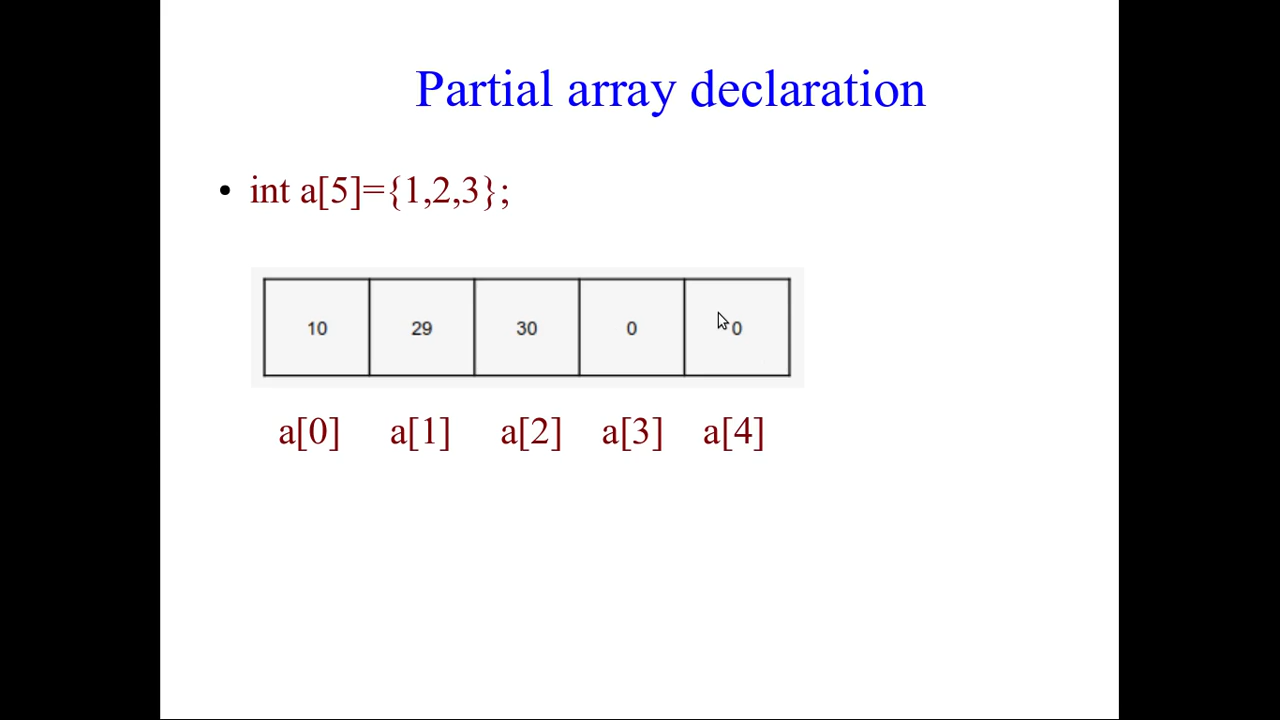 Partial array declaration
• int a[5]={1,2,3};
10 29 30 0 0
a[0] a[1] a[2] a[3] a[4]